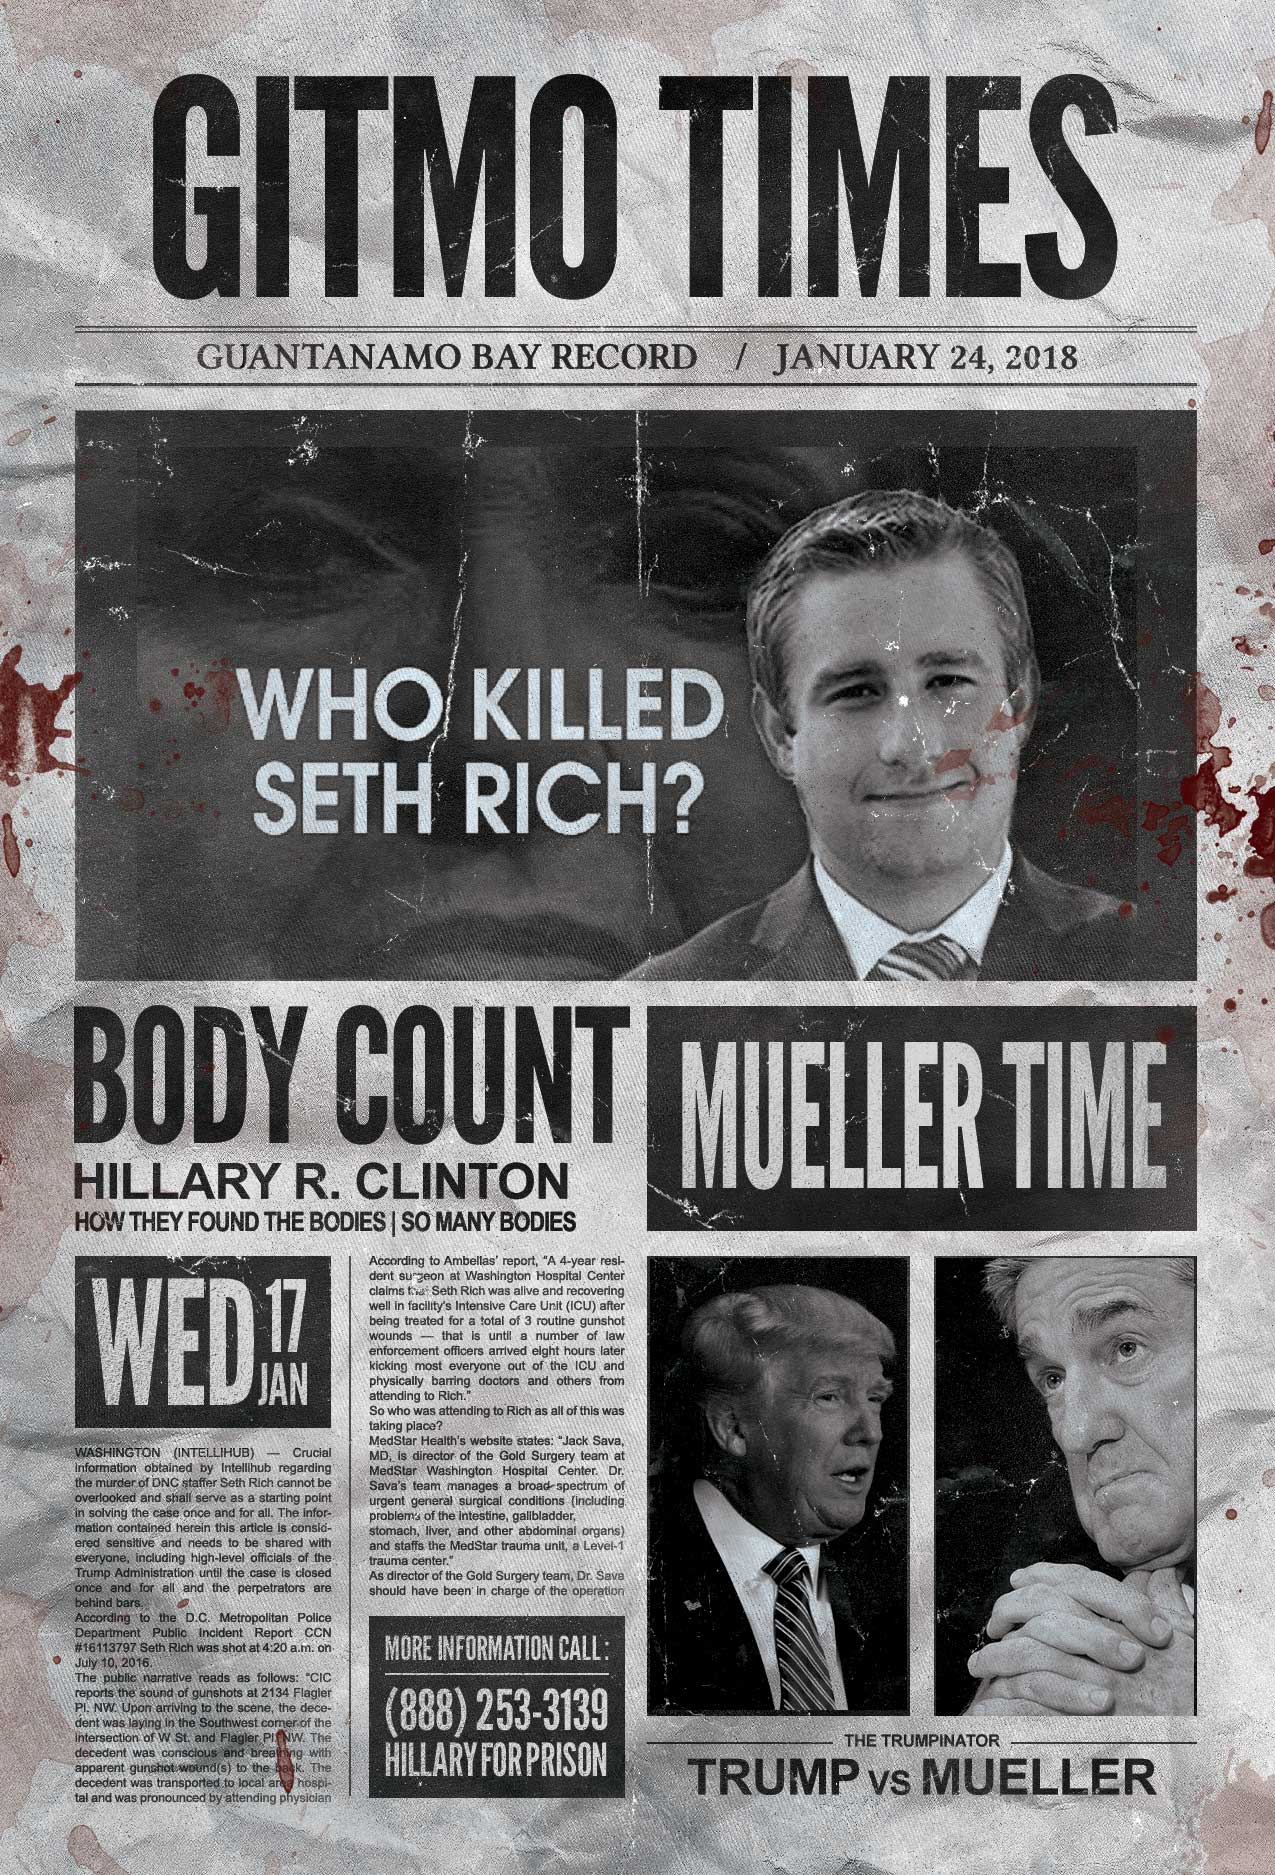 GITMO TIMES
GUANTANAMO BAY RECORD / JANUARY 24, 2018
WHO KILLED
SETH RICH?
BODY COUNT
HILLARY R. CLINTON
HOW THEY FOUND THE BODIES | SO MANY BODIES
WED 17
JAN
WASHINGTON (INTELLIHUB) — Crucial
information obtained by Intellihub regarding
the murder of DNC staffer Seth Rich cannot be
overlooked and shall serve as a starting point
in solving the case once and for all. The infor-
mation contained herein this article is consid-
ered sensitive and needs to be shared with
everyone, including high-level officials of the
Trump Administration until the case is closed
once and for all and the perpetrators are
behind bars.
According to the D.C. Metropolitan Police
Department Public Incident Report CCN
#16113797 Seth Rich was shot at 4:20 a.m. on
July 10, 2016.
The public narrative reads as follows: “CIC
reports the sound of gunshots at 2134 Flagler
Pl. NW. Upon arriving to the scene, the dece-
dent was laying in the Southwest corner of the
intersection of W St. and Flagler Pl. NW. The
decedent was conscious and breathing with
apparent gunshot wound(s) to the back. The
decedent was transported to local area hospi-
tal and was pronounced by attending physician
According to Ambellas’ report, “A 4-year resi-
dent surgeon at Washington Hospital Center
claims that Seth Rich was alive and recovering
well in facility’s Intensive Care Unit (ICU) after
being treated for a total of 3 routine gunshot
wounds — that is until a number of law
enforcement officers arrived eight hours later
kicking most everyone out of the ICU and
physically barring doctors and others from
attending to Rich.”
So who was attending to Rich as all of this was
taking place?
MedStar Health’s website states: “Jack Sava,
MD, is director of the Gold Surgery team at
MedStar Washington Hospital Center. Dr.
Sava’s team manages a broad spectrum of
urgent general surgical conditions (including
problems of the intestine, gallbladder,
stomach, liver, and other abdominal organs)
and staffs the MedStar trauma unit, a Level-1
trauma center.”
As director of the Gold Surgery team, Dr. Sava
should have been in charge of the operation
MORE INFORMATION CALL:
(888) 253-3139
HILLARY FOR PRISON
MUELLER TIME
THE TRUMPINATOR
TRUMP VS MUELLER